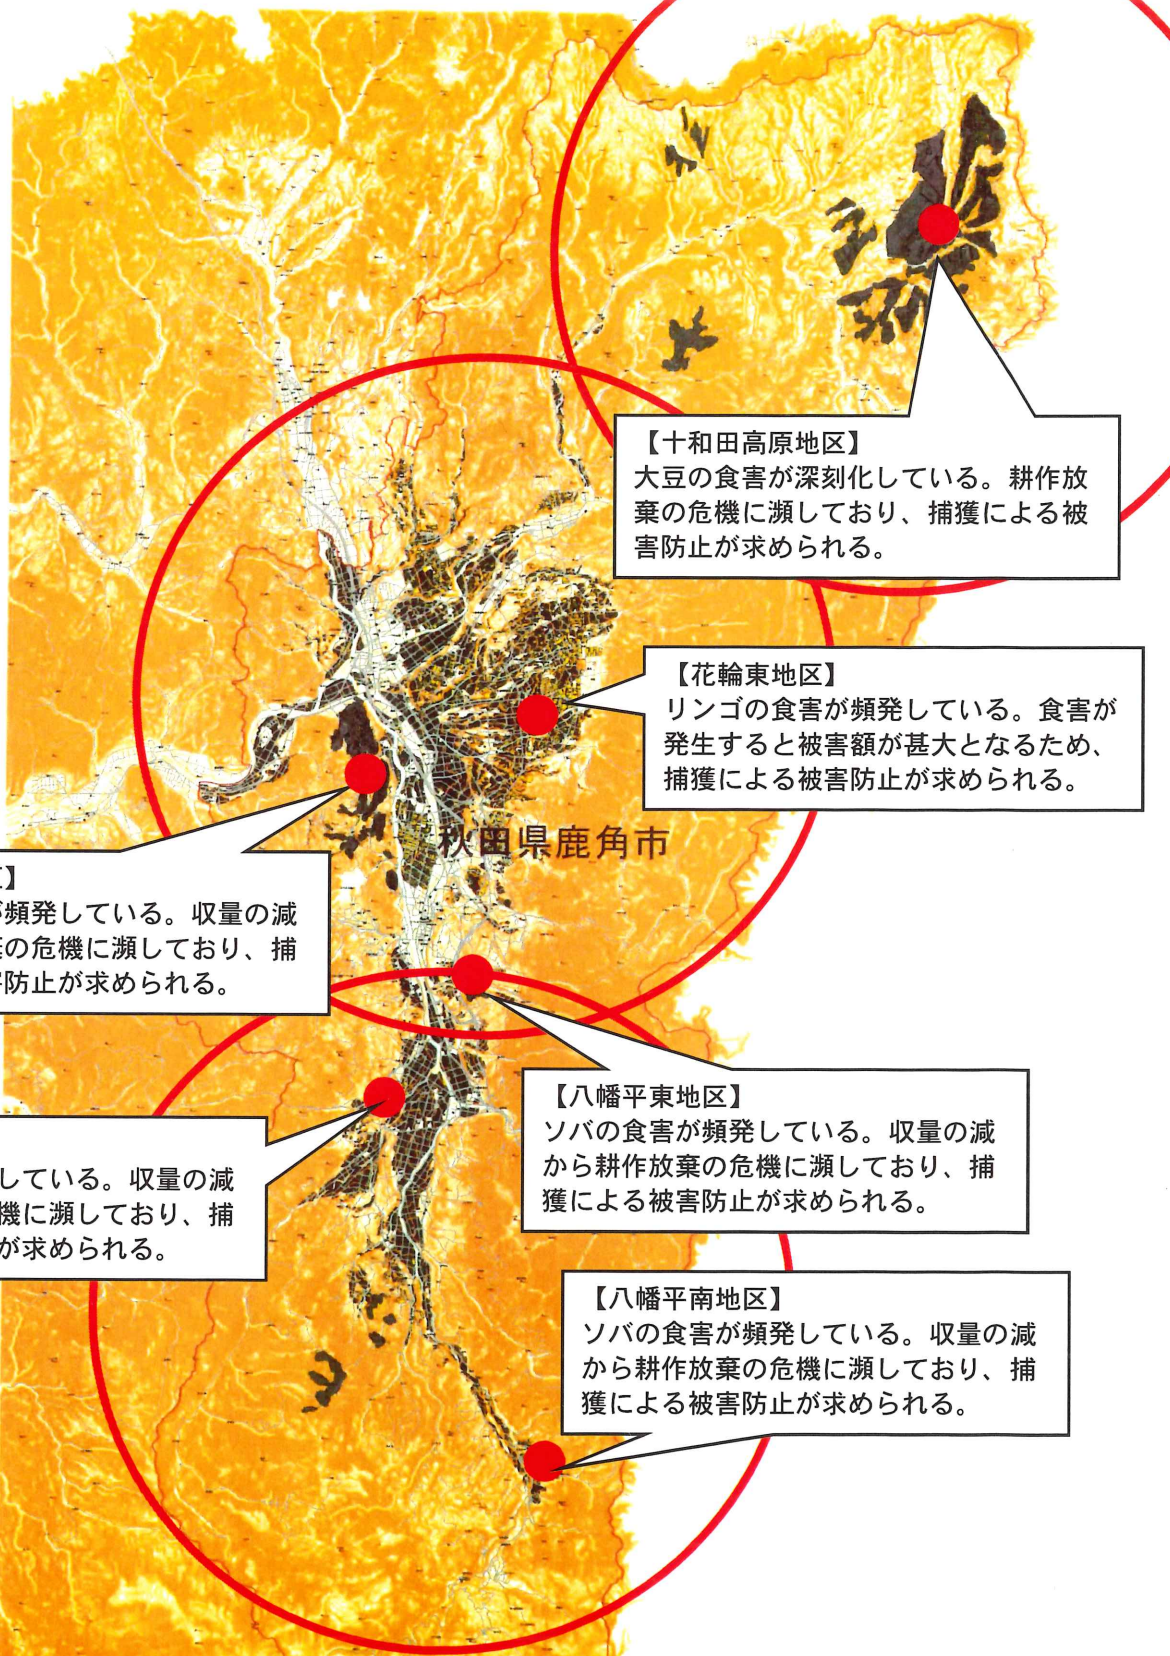 【十和田高原地区】
大豆の食害が深刻化している。耕作放
棄の危機に瀕しており、捕獲による被
害防止が求められる。
【花輪東地区】
リンゴの食害が頻発している。食害が
発生すると被害額が甚大となるため、
捕獲による被害防止が求められる。
秋田県鹿角市
】
頻発している。収量の減
の危機に瀕しており、捕
防止が求められる。
【八幡平東地区】
ソバの食害が頻発している。収量の減
から耕作放棄の危機に瀕しており、捕
獲による被害防止が求められる。
している。収量の減
機に瀕しており、捕
が求められる。
【八幡平南地区】
ソバの食害が頻発している。収量の減
から耕作放棄の危機に瀕しており、捕
獲による被害防止が求められる。